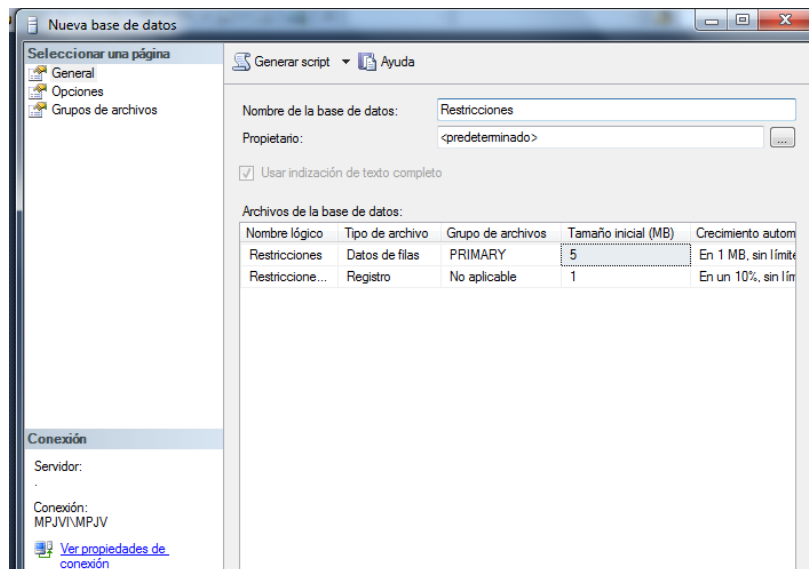 Nueva base de datos
Seleccionar una página
General
Opciones
Grupos de archivos
Generar script
Ayuda
Nombre de la base de datos: Restricciones
Propietario: <predeterminado> ...
Usar indización de texto completo
Archivos de la base de datos:
Nombre lógico Tipo de archivo Grupo de archivos Tamaño inicial (MB) Crecimiento autom
Restricciones Datos de filas PRIMARY 5 En 1 MB, sin límite
Restriccione... Registro No aplicable 1 En un 10%, sin lím
Conexión
Servidor:
.
Conexión:
MPJVI\MPJV
Ver propiedades de
conexión